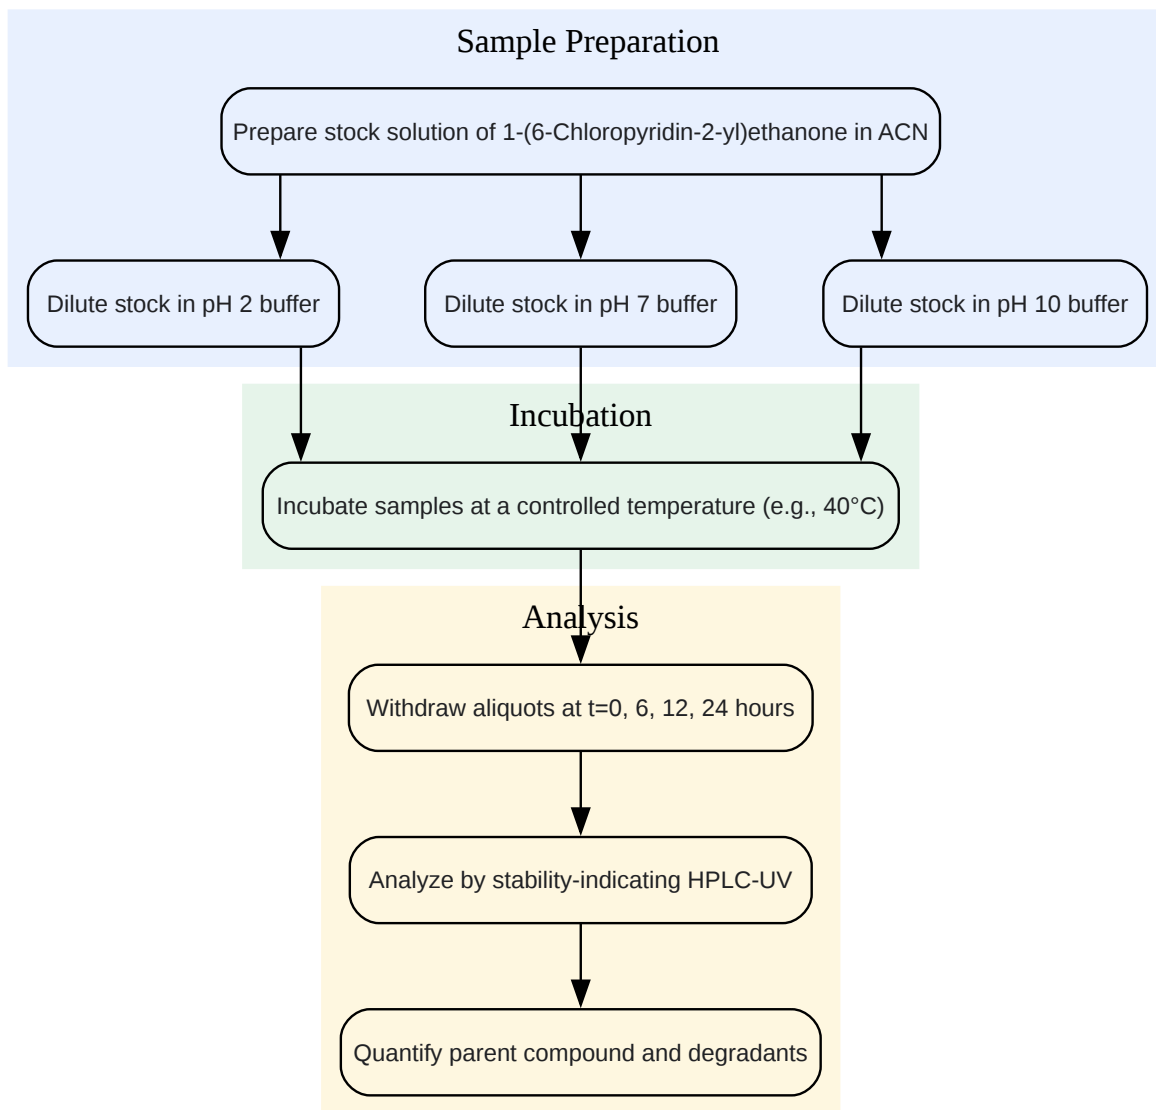 Sample Preparation
Prepare stock solution of 1-(6-Chloropyridin-2-yl)ethanone in ACN
Dilute stock in pH 2 buffer
Dilute stock in pH 7 buffer
Dilute stock in pH 10 buffer
Incubation
Incubate samples at a controlled temperature (e.g., 40°C)
Analysis
Withdraw aliquots at t=0, 6, 12, 24 hours
Analyze by stability-indicating HPLC-UV
Quantify parent compound and degradants